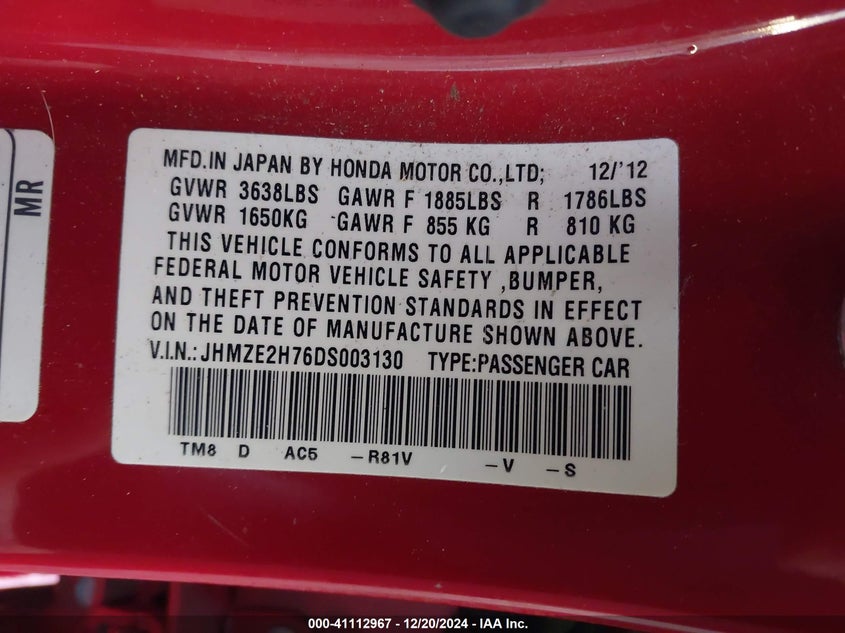 MR
MFD.IN JAPAN BY HONDA MOTOR CO.,LTD; 12/'12
GVWR 3638LBS GAWR F 1885LBS R 1786LBS
GVWR 1650KG GAWR F 855 KG R 810 KG
THIS VEHICLE CONFORMS TO ALL APPLICABLE
FEDERAL MOTOR VEHICLE SAFETY ,BUMPER,
AND THEFT PREVENTION STANDARDS IN EFFECT
ON THE DATE OF MANUFACTURE SHOWN ABOVE.
V.I.N.:JHMZE2H76DS003130 TYPE:PASSENGER CAR
TM8 D AC5 –R81V –V –S
000-41112967 - 12/20/2024 - IAA Inc.